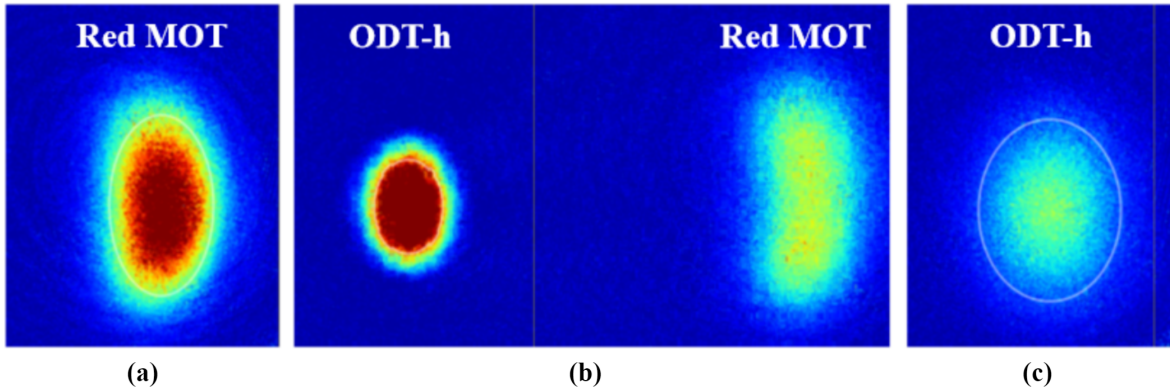 Red MOT
ODT-h
Red MOT
ODT-h
(a)
(b)
(c)